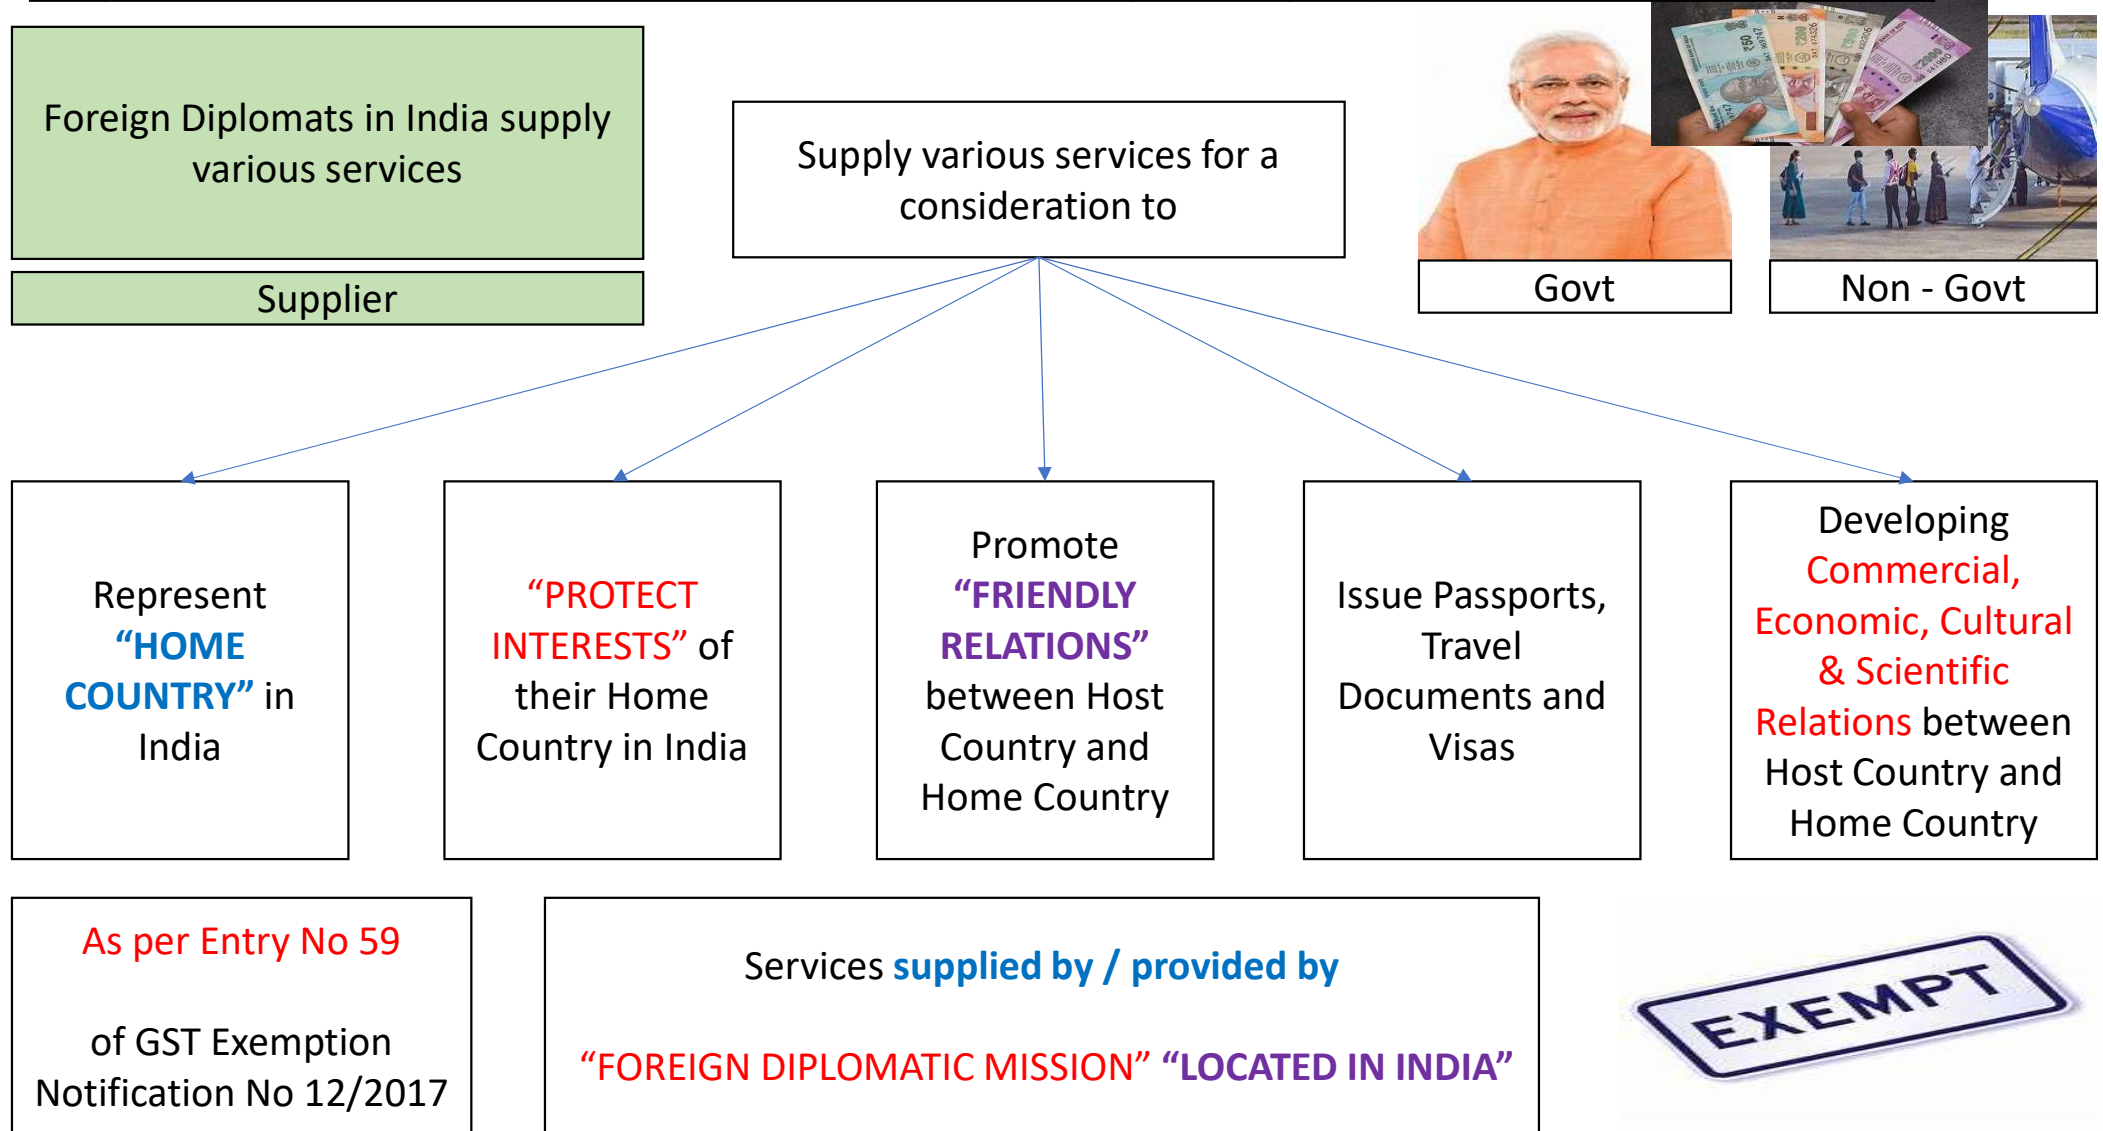 Foreign Diplomats in India supply
various services
Supplier
Supply various services for a
consideration to
Govt
Non - Govt
Represent
“HOME
COUNTRY” in
India
“PROTECT
INTERESTS” of
their Home
Country in India
Promote
“FRIENDLY
RELATIONS”
between Host
Country and
Home Country
Issue Passports,
Travel
Documents and
Visas
Developing
Commercial,
Economic, Cultural
& Scientific
Relations between
Host Country and
Home Country
As per Entry No 59
of GST Exemption
Notification No 12/2017
Services supplied by / provided by
“FOREIGN DIPLOMATIC MISSION” “LOCATED IN INDIA”
EXEMPT